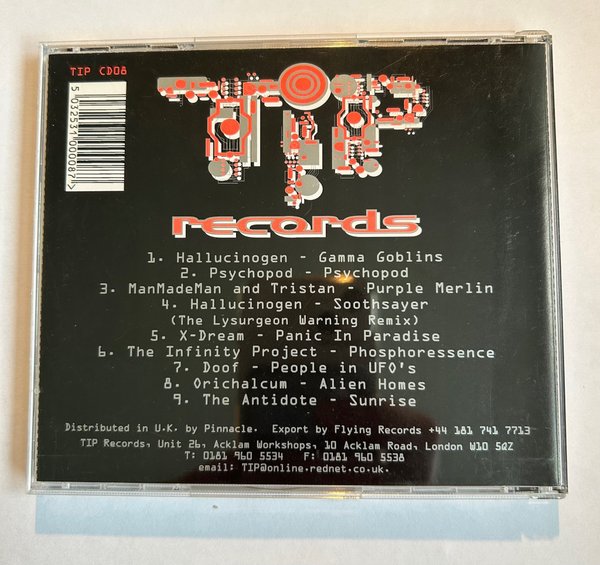 TIP CD08
5 032531 000087 >
TIP
records
1. Hallucinogen - Gamma Goblins
2. Psychopod - Psychopod
3. ManMadeMan and Tristan - Purple Merlin
4. Hallucinogen - Soothsayer
(The Lysurgeon Warning Remix)
5. X-Dream - Panic In Paradise
6. The Infinity Project - Phosphoressence
7. Doof - People in UFO's
8. Orichalcum - Alien Homes
9. The Antidote - Sunrise
Distributed in U.K. by Pinnacle. Export by Flying Records +44 181 741 7713
TIP Records, Unit 26, Acklam Workshops, 10 Acklam Road, London W10 5QZ
T: 0181 960 5534 F: 0181 960 5538
email: TIP@online.rednet.co.uk.